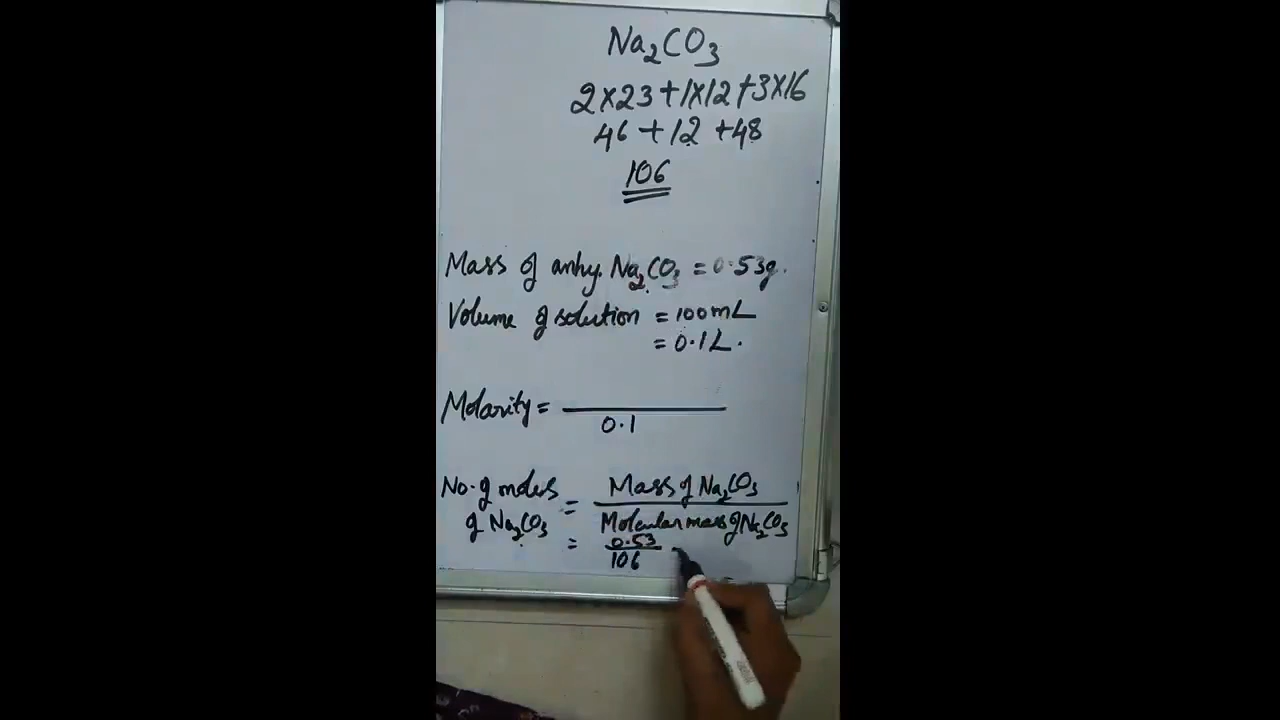 Na2CO3
2×23+1×12+3×16
46+12+48
106
Mass of anhy. Na2CO3 = 0.53g.
Volume of solution = 100mL
= 0.1L.
Molarity =
0.1
No. of moles of Na2CO3 = Mass of Na2CO3
Molcular mass of Na2CO3
= 0.53
106